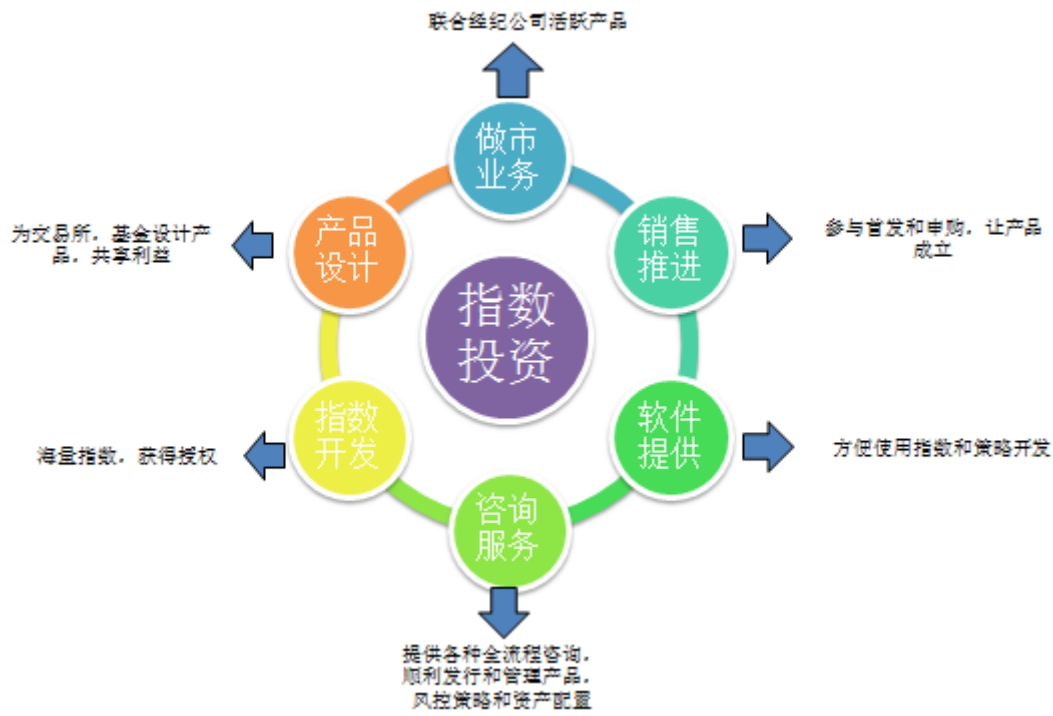 联合经纪公司活跃产品
做市
业务
产品
设计
销售
推进
为交易所，基金设计产
品，共享利益
参与首发和申购，让产品
成立
指数
投资
指数
开发
软件
提供
海量指数，获得授权
方便使用指数和策略开发
咨询
服务
提供各种全流程咨询，
顺利发行和管理产品，
风控策略和资产配置